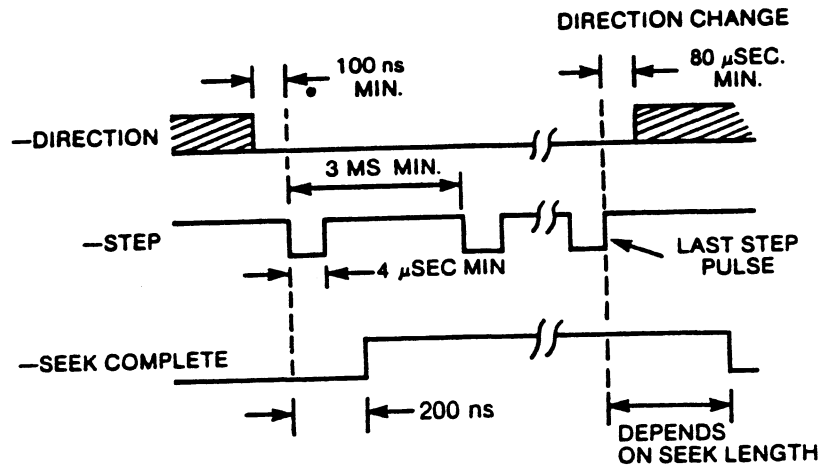 DIRECTION CHANGE
100 ns
MIN.
80 μSEC.
MIN.
—DIRECTION
3 MS MIN.
—STEP
LAST STEP
PULSE
4 μSEC MIN
—SEEK COMPLETE
200 ns
DEPENDS
ON SEEK LENGTH